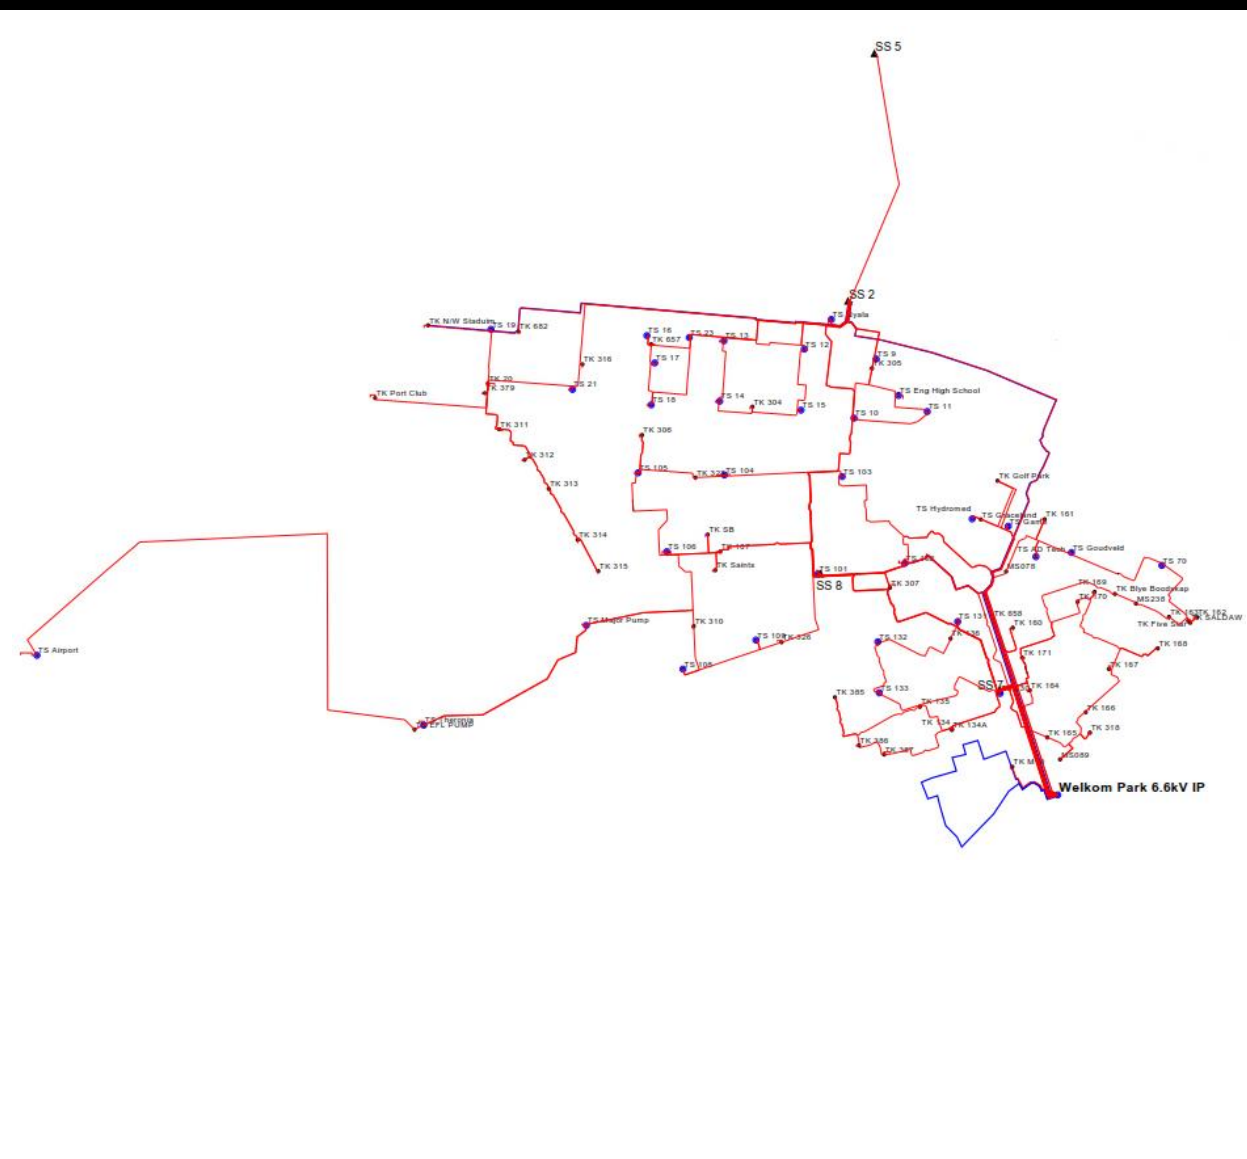 SS 5
SS 2
TK N/W Staduim
TS 19
TK 682
TS 16
TK 657
TS 23
TS 13
TS 12
TS 9
TK 305
TS 17
TK 316
TK 20
TK 379
TS 21
TK Port Club
TS 18
TS 14
TK 304
TS 15
TS Eng High School
TS 11
TS 10
TK 311
TK 306
TK 312
TS 105
TS 104
TS 103
TK 313
TK Golf Park
TS Hydromed
TS Graceland
TK 161
TK SB
TK 314
TS 106
TS AD Tech
TS Goudveld
TK Saints
TK 315
TS 101
SS 8
MS078
TS 70
TK 307
TK 169
TK Blye Boodskap
MS238
TK 162
TK Five Star
TK SALDAW
TS Major Pump
TK 310
TS 131
TK 658
TK 160
TS 132
TK 136
TK 326
TK 168
TS Airport
TS 108
TK 171
TK 167
SS 7
TK 164
TS 133
TK 385
TK 135
TK 166
TK 134
TK 134A
TK 165
TK 318
TK 386
TK 387
MS089
Welkom Park 6.6kV IP